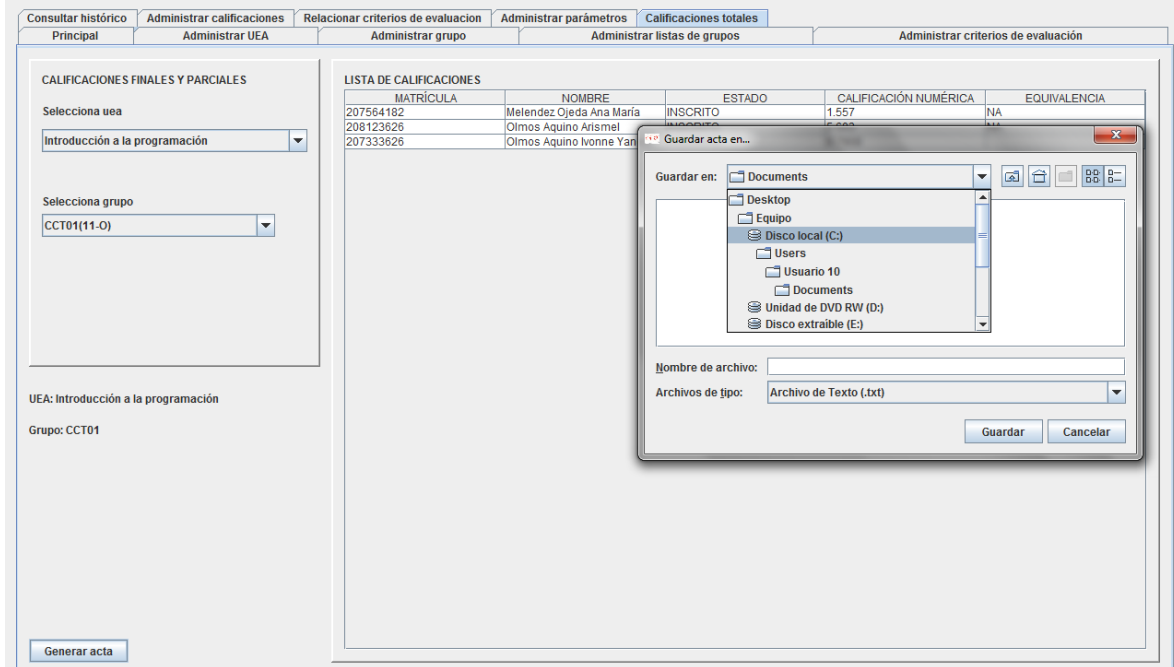 Consultar histórico Administrar calificaciones Relacionar criterios de evaluacion Administrar parámetros Calificaciones totales
Principal Administrar UEA Administrar grupo Administrar listas de grupos Administrar criterios de evaluación
CALIFICACIONES FINALES Y PARCIALES
Selecciona uea
Introducción a la programación
Selecciona grupo
CCT01(11-O)
UEA: Introducción a la programación
Grupo: CCT01
Generar acta
LISTA DE CALIFICACIONES
MATRÍCULA NOMBRE ESTADO CALIFICACIÓN NUMÉRICA EQUIVALENCIA
207564182 Melendez Ojeda Ana María INSCRITO 1.557 NA
208123626 Olmos Aquino Arismel INSCRITO NA
207333626 Olmos Aquino Ivonne Yan
Guardar acta en...
Guardar en: Documents
Desktop
Equipo
Disco local (C:)
Users
Usuario 10
Documents
Unidad de DVD RW (D:)
Disco extraíble (E:)
Nombre de archivo:
Archivos de tipo: Archivo de Texto (.txt)
Guardar Cancelar